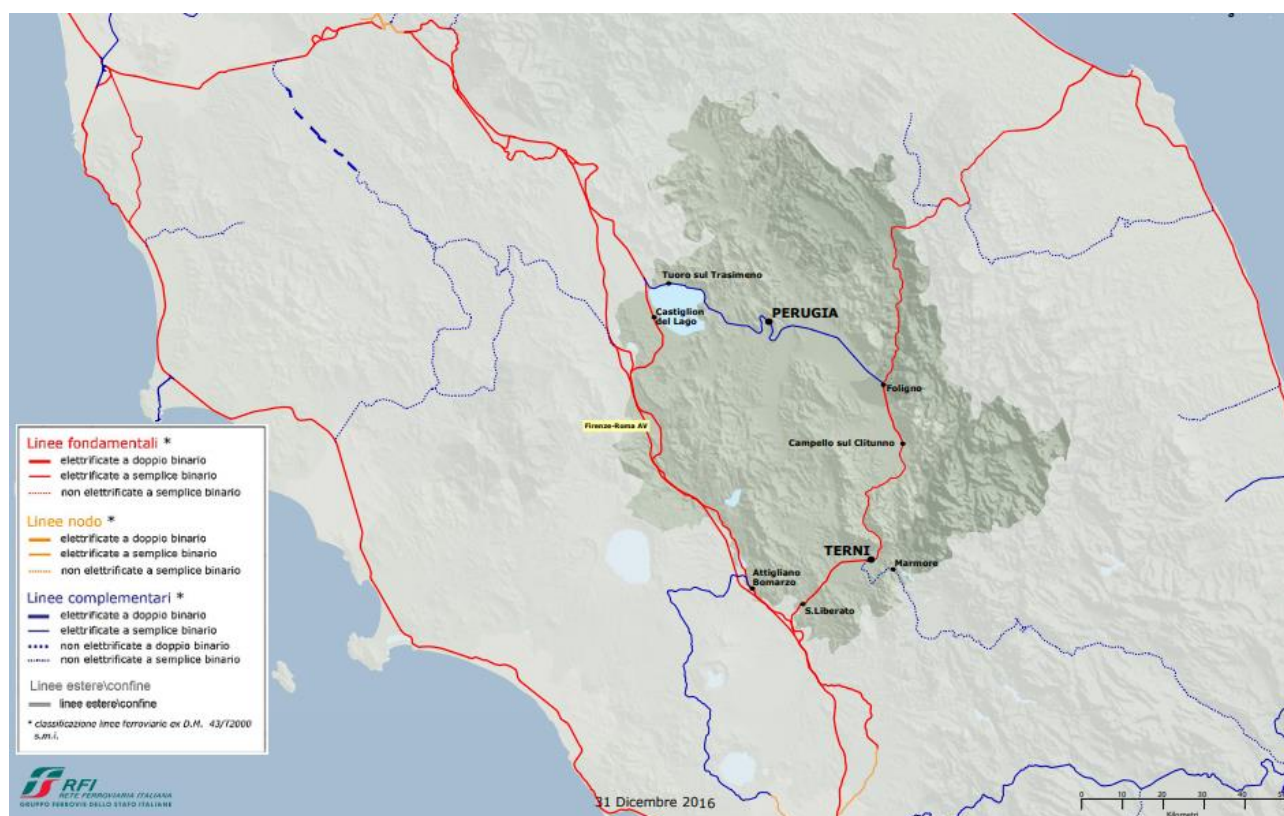 Tuoro sul Trasimeno
Castiglion
del Lago
PERUGIA
Foligno
Firenze-Roma AV
Campello sul Clitunno
TERNI
Marmore
Attigliano
Bomarzo
S.Liberato
Linee fondamentali *
elettrificate a doppio binario
elettrificate a semplice binario
non elettrificate a semplice binario
Linee nodo *
elettrificate a doppio binario
elettrificate a semplice binario
non elettrificate a semplice binario
Linee complementari *
elettrificate a doppio binario
elettrificate a semplice binario
non elettrificate a doppio binario
non elettrificate a semplice binario
Linee estere\confine
linee estere\confine
* classificazione linee ferroviarie ex D.M. 43/T2000
s.m.i.
RFI
RETE FERROVIARIA ITALIANA
GRUPPO FERROVIE DELLO STATO ITALIANE
31 Dicembre 2016
0 10 20 30 40
Kilometri